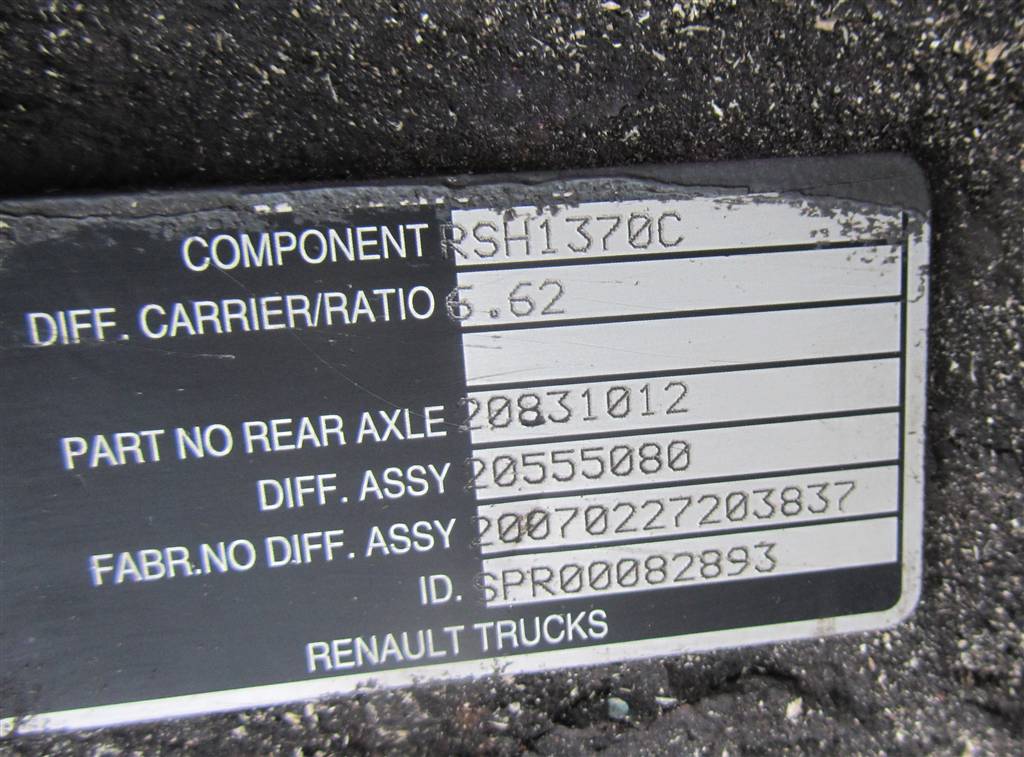 COMPONENT RSH1370C
DIFF. CARRIER/RATIO 6.62
PART NO REAR AXLE 20831012
DIFF. ASSY 20555080
FABR.NO DIFF. ASSY 20070227203837
ID. SPR00082893
RENAULT TRUCKS